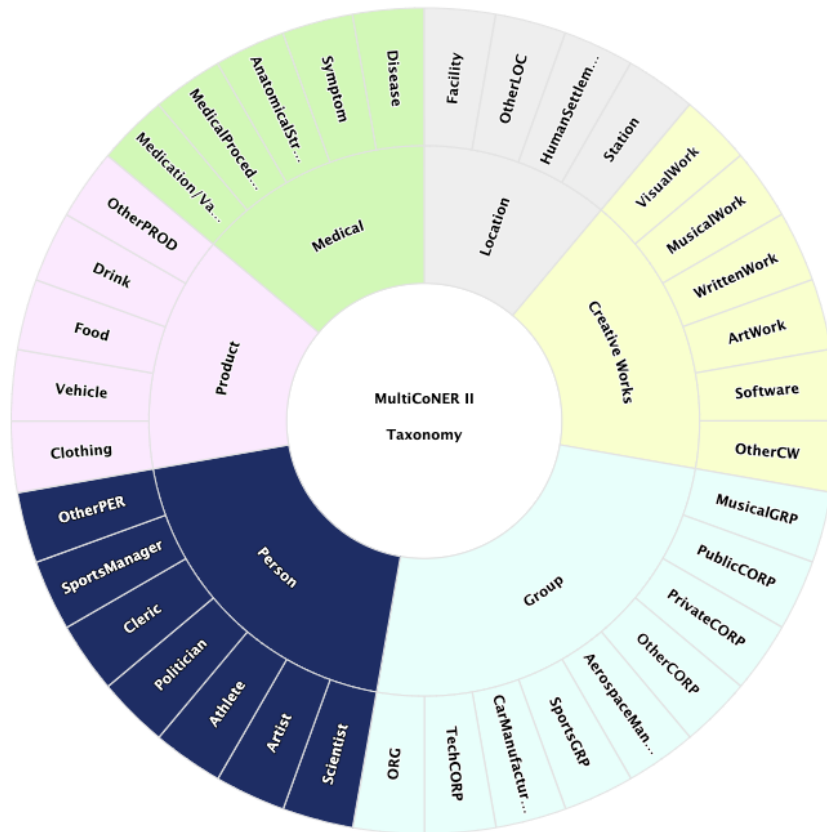 MultiCoNER II
Taxonomy
Location
Facility
OtherLOC
HumanSettlem...
Station
Creative Works
VisualWork
MusicalWork
WrittenWork
ArtWork
Software
OtherCW
Group
MusicalGRP
PublicCORP
PrivateCORP
OtherCORP
AerospaceMan...
SportsGRP
CarManufactur...
TechCORP
ORG
Person
Scientist
Artist
Athlete
Politician
Cleric
SportsManager
OtherPER
Product
Clothing
Vehicle
Food
Drink
OtherPROD
Medical
Medication/Va...
MedicalProced...
AnatomicalStr...
Symptom
Disease